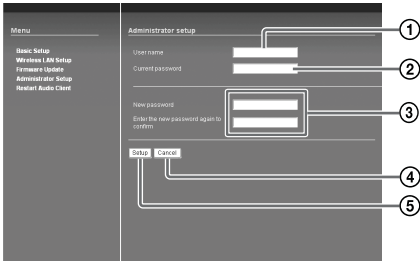 Menu
Basic Setup
Wireless LAN Setup
Firmware Update
Administrator Setup
Restart Audio Client
Administrator setup
User name
①
Current password
②
New password
Enter the new password again to
confirm
③
Setup
Cancel
④
⑤